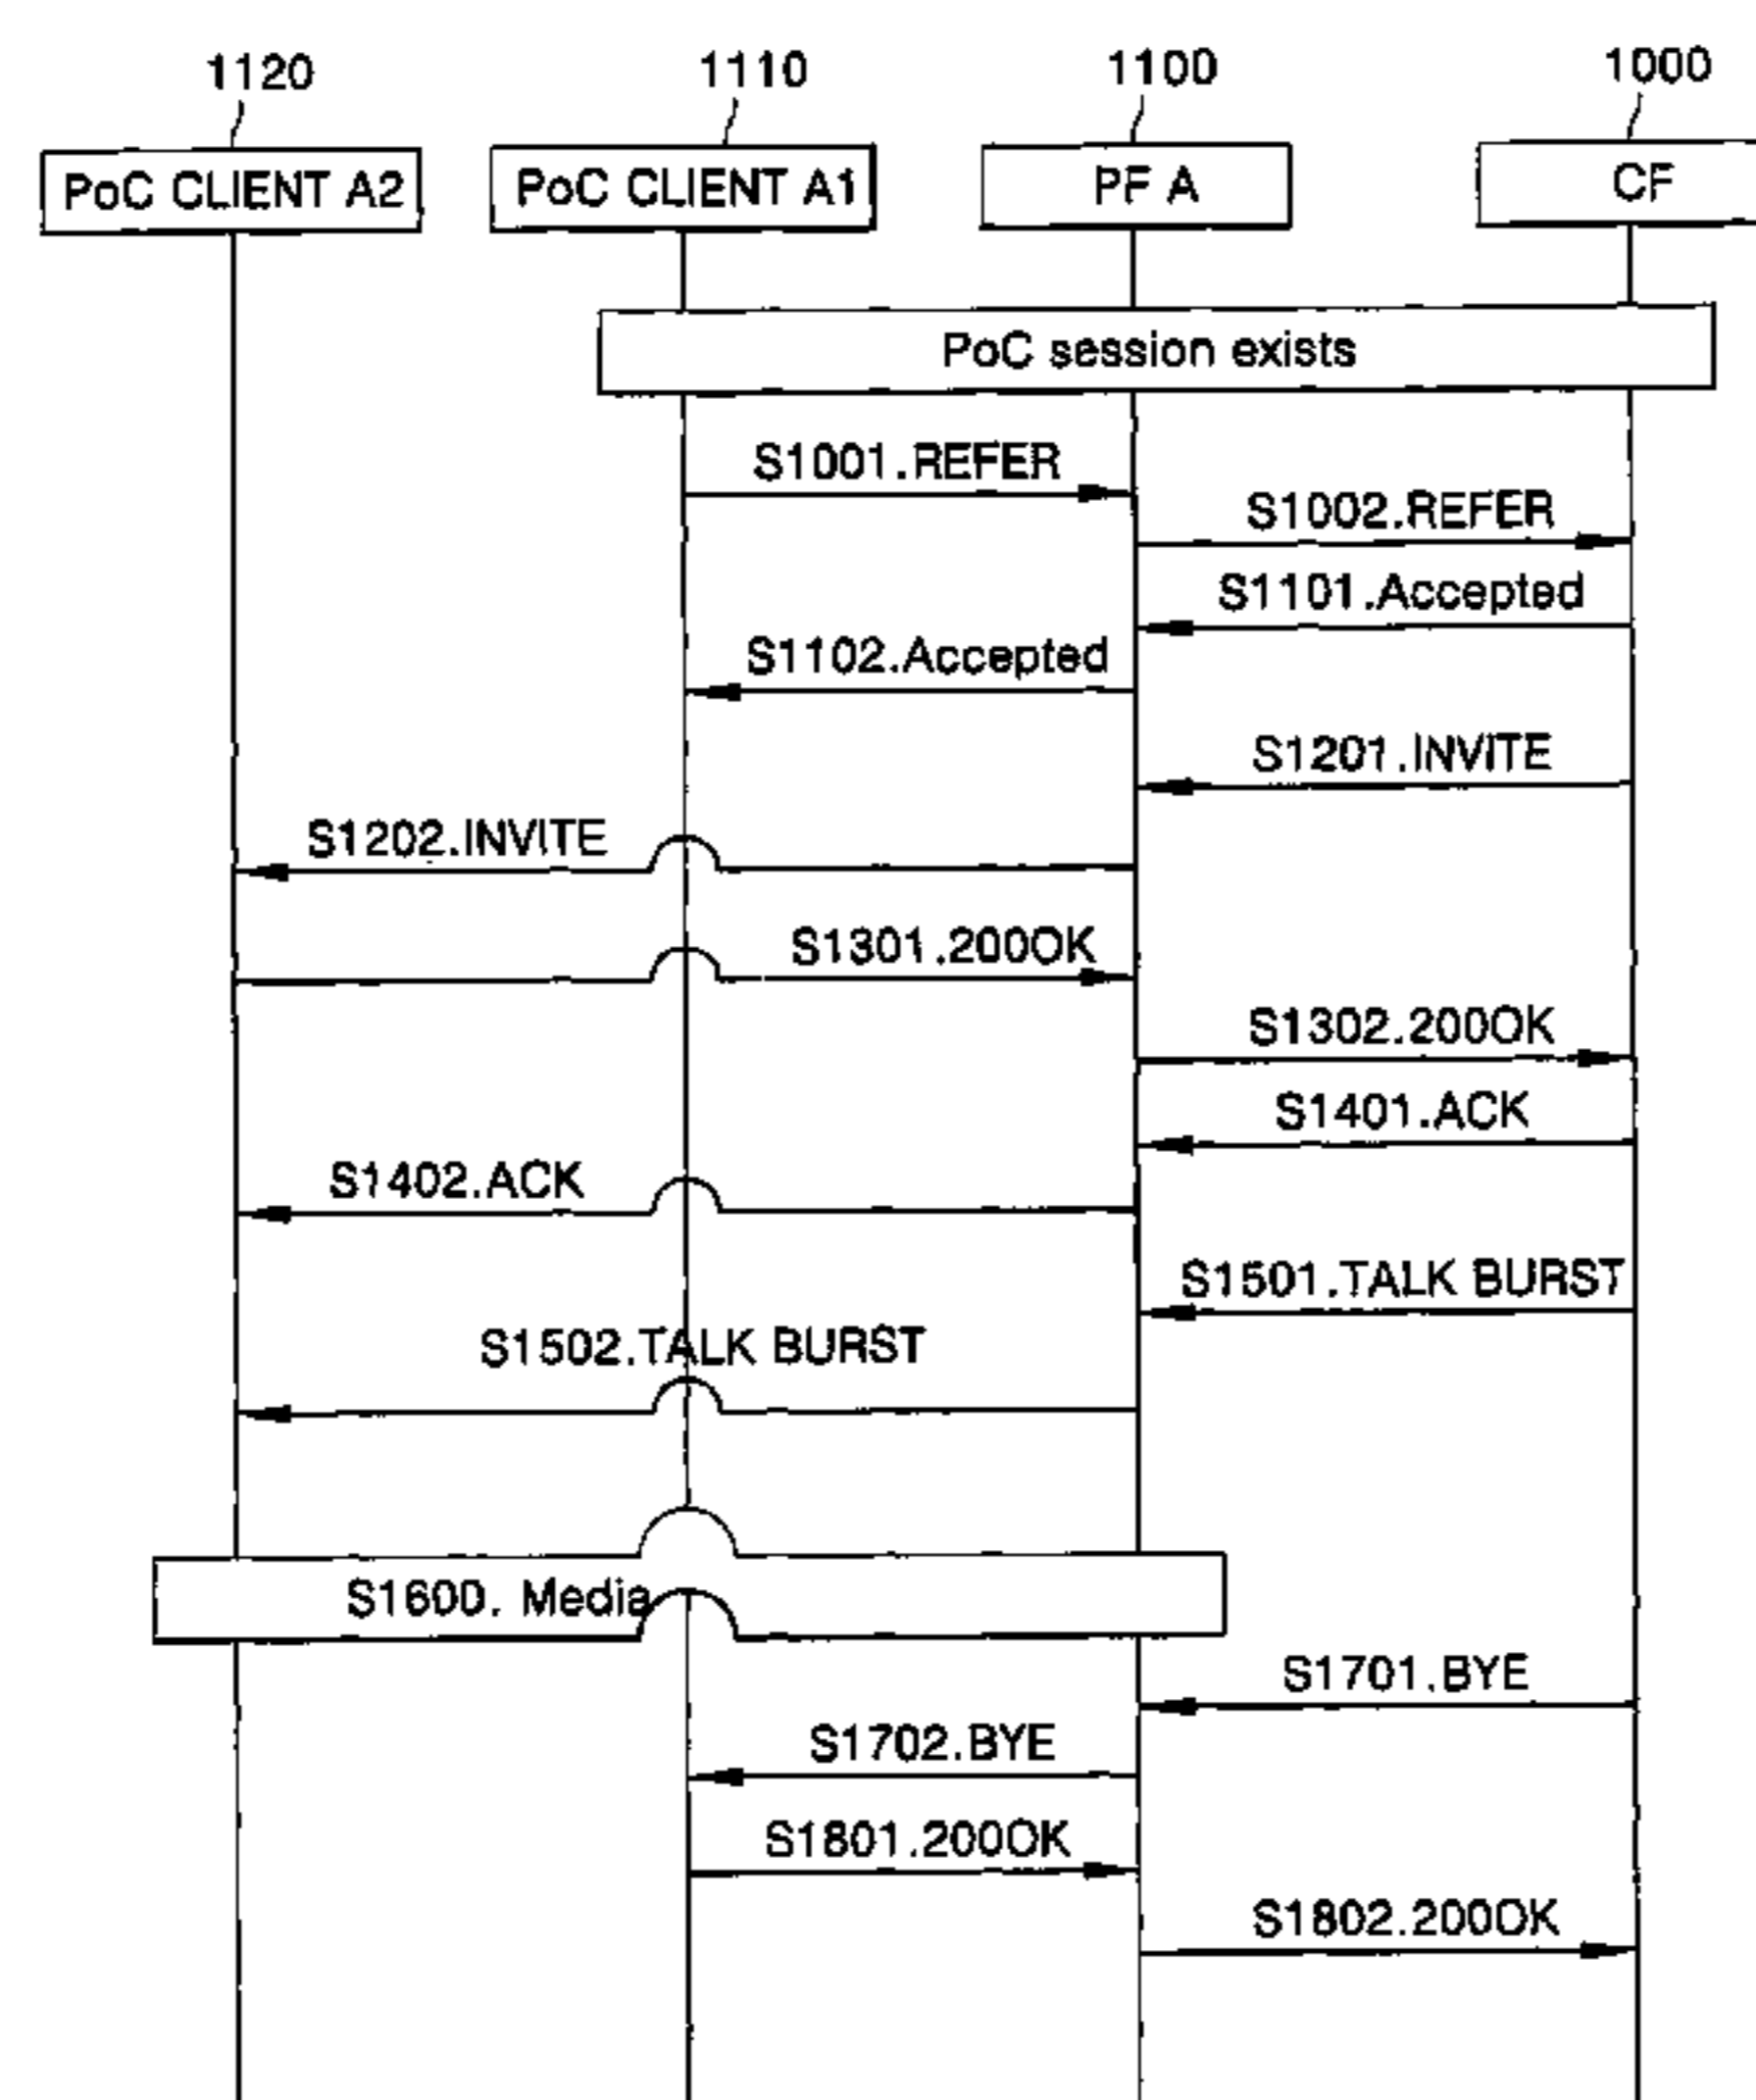 1120 1110 1100 1000
PoC CLIENT A2 PoC CLIENT A1 PF A CF
PoC session exists
S1001.REFER
S1002.REFER
S1101.Accepted
S1102.Accepted
S1201.INVITE
S1202.INVITE
S1301.200OK
S1302.200OK
S1401.ACK
S1402.ACK
S1501.TALK BURST
S1502.TALK BURST
S1600. Media
S1701.BYE
S1702.BYE
S1801.200OK
S1802.200OK